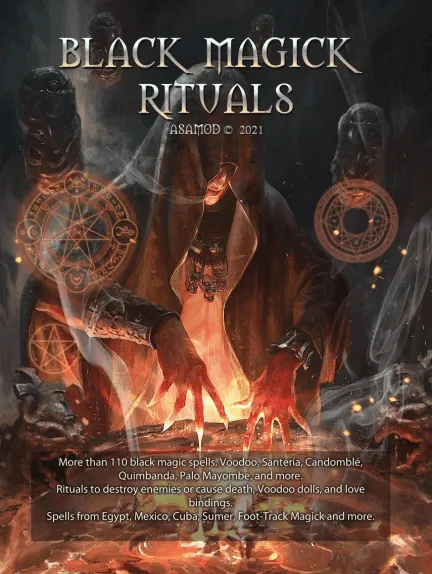 BLACK MAGICK
RITUALS
ASAMOD © 2021
More than 110 black magic spells. Voodoo, Santería, Candomblé,
Quimbanda, Palo Mayombe, and more.
Rituals to destroy enemies or cause death, Voodoo dolls, and love
bindings.
Spells from Egypt, Mexico, Cuba, Sumer, Foot-Track Magick and more.